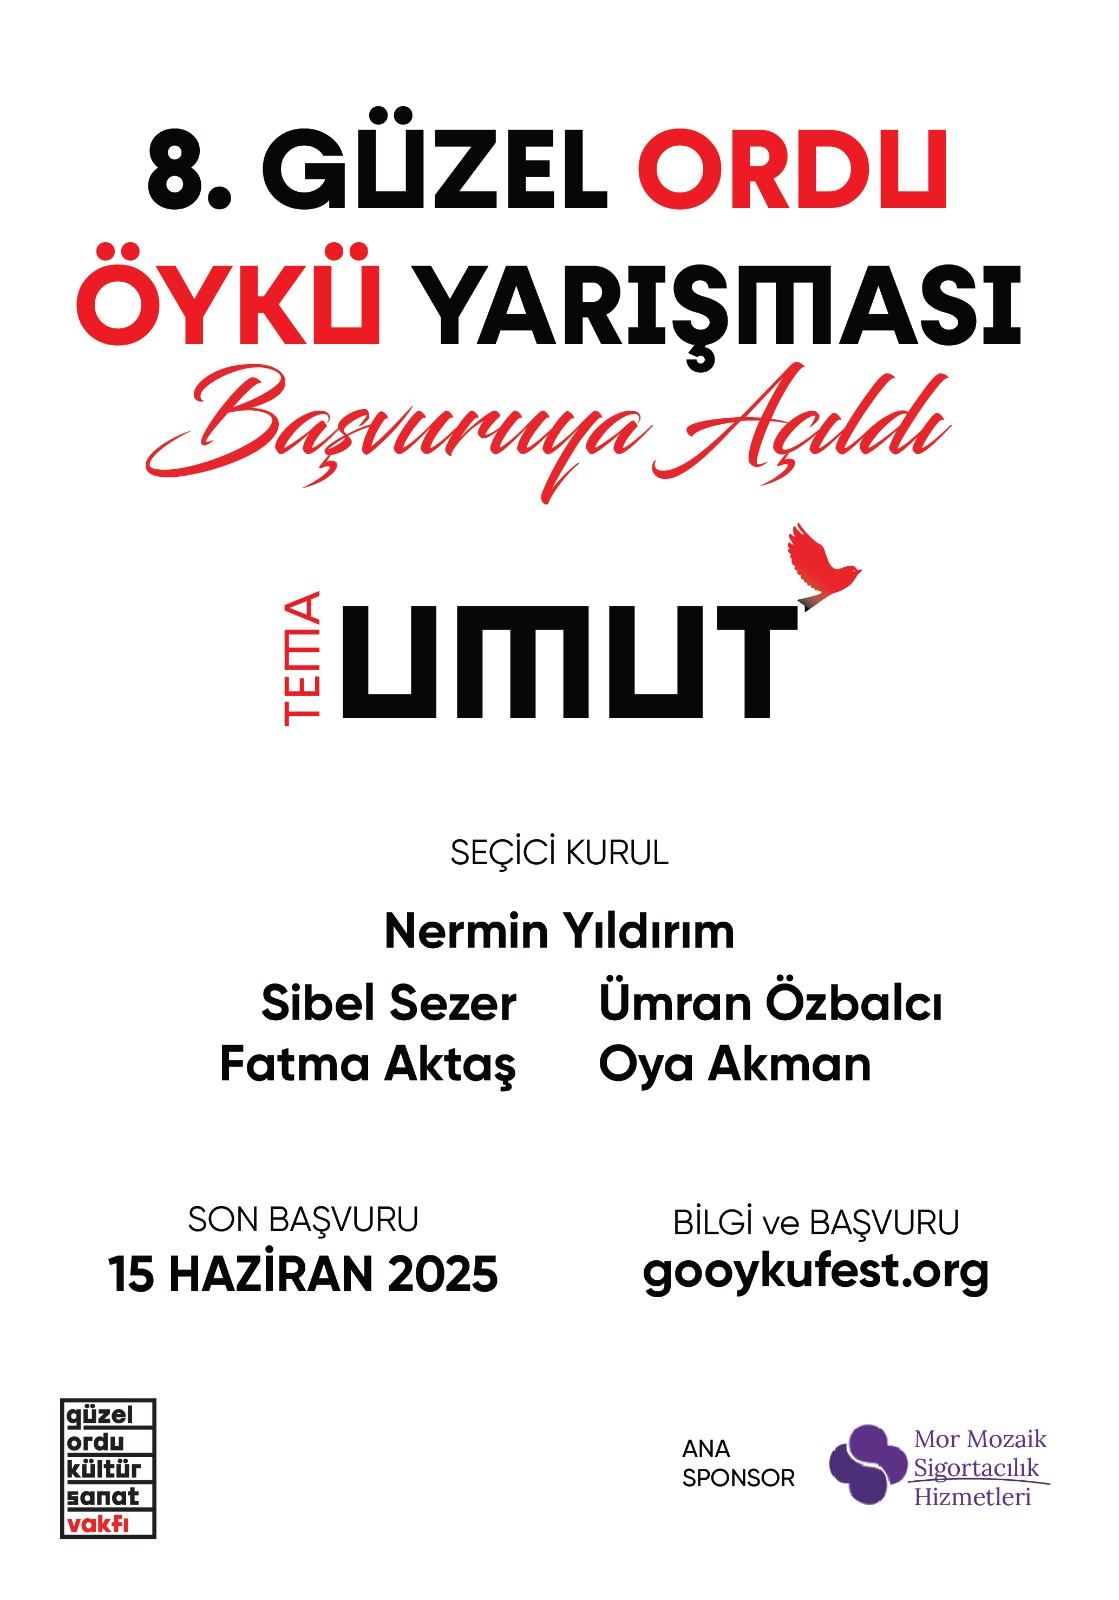 8. GÜZEL ORDU
ÖYKÜ YARIŞMASI
Başvuruya Açıldı
TEMA
UMUT
SEÇİCİ KURUL
Nermin Yıldırım
Sibel Sezer
Ümran Özbalcı
Fatma Aktaş
Oya Akman
SON BAŞVURU
15 HAZİRAN 2025
BİLGİ ve BAŞVURU
gooykufest.org
güzel
ordu
kültür
sanat
vakfı
ANA
SPONSOR
Mor Mozaik
Sigortacılık
Hizmetleri